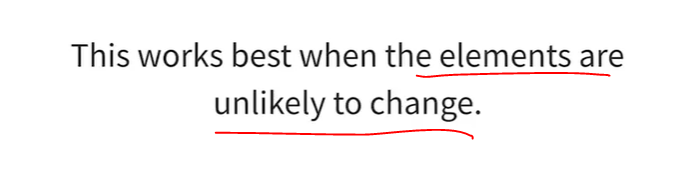 This works best when the elements are
unlikely to change.